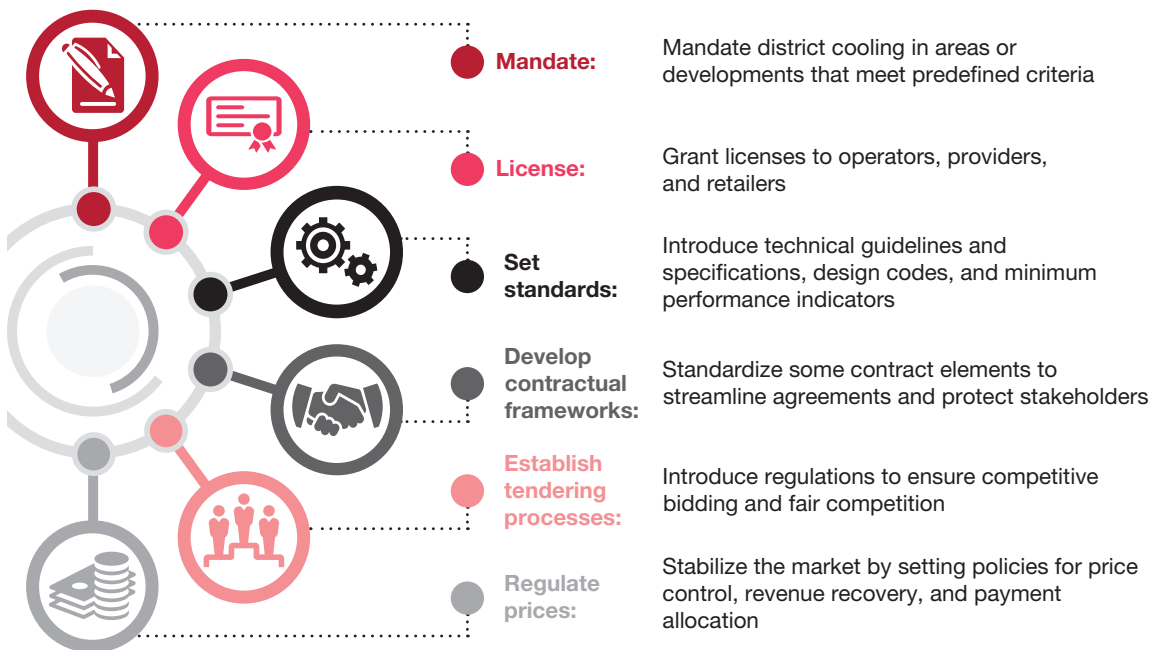 Mandate:
Mandate district cooling in areas or
developments that meet predefined criteria
License:
Grant licenses to operators, providers,
and retailers
Set
standards:
Introduce technical guidelines and
specifications, design codes, and minimum
performance indicators
Develop
contractual
frameworks:
Standardize some contract elements to
streamline agreements and protect stakeholders
Establish
tendering
processes:
Introduce regulations to ensure competitive
bidding and fair competition
Regulate
prices:
Stabilize the market by setting policies for price
control, revenue recovery, and payment
allocation